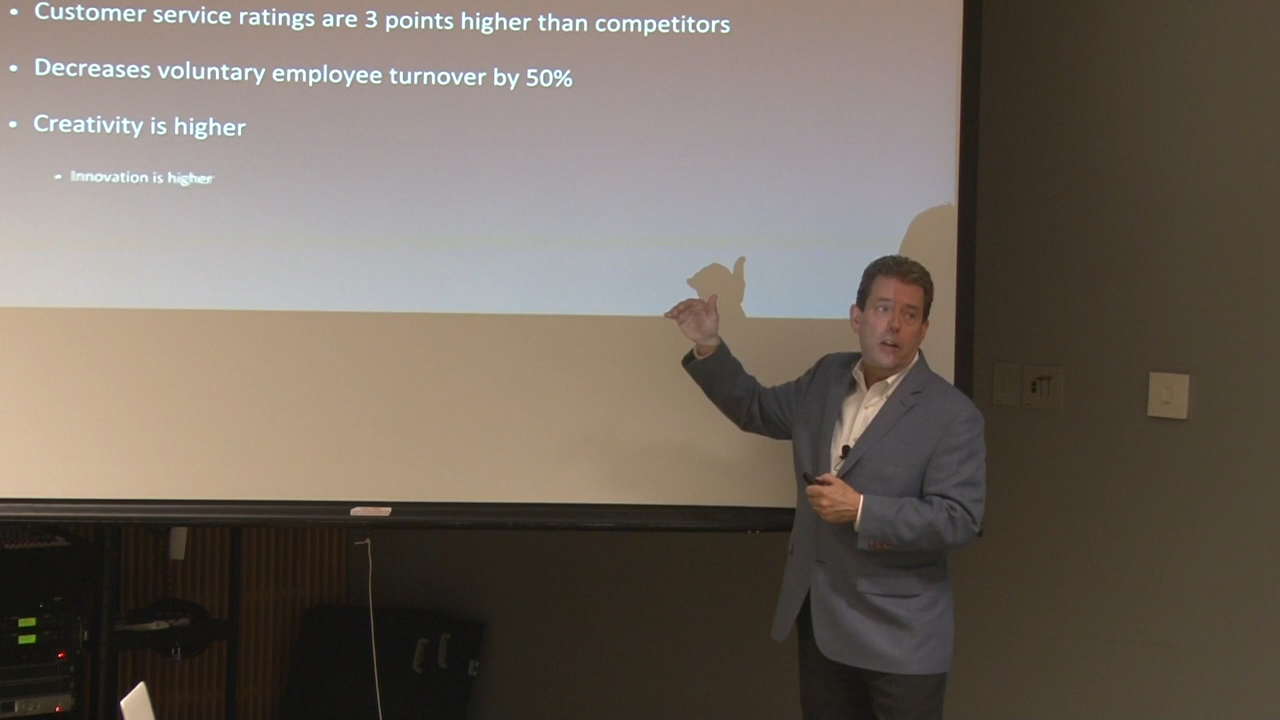 • Customer service ratings are 3 points higher than competitors
• Decreases voluntary employee turnover by 50%
• Creativity is higher
• Innovation is higher